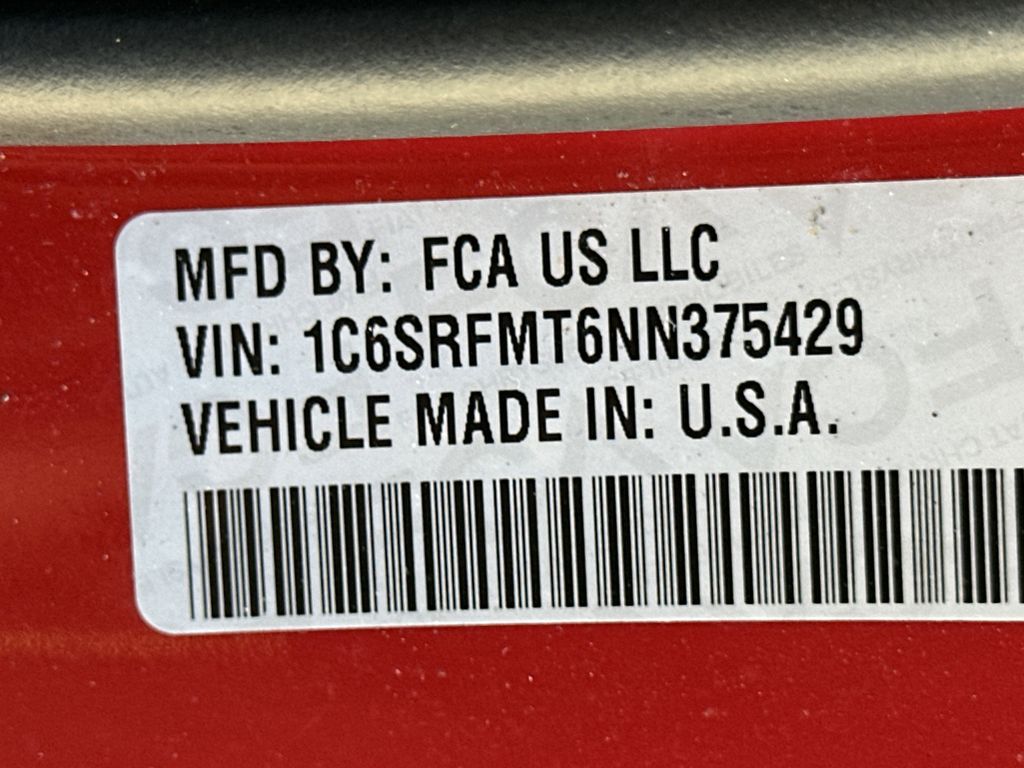 MFD BY: FCA US LLC
VIN: 1C6SRFMT6NN375429
VEHICLE MADE IN: U.S.A.